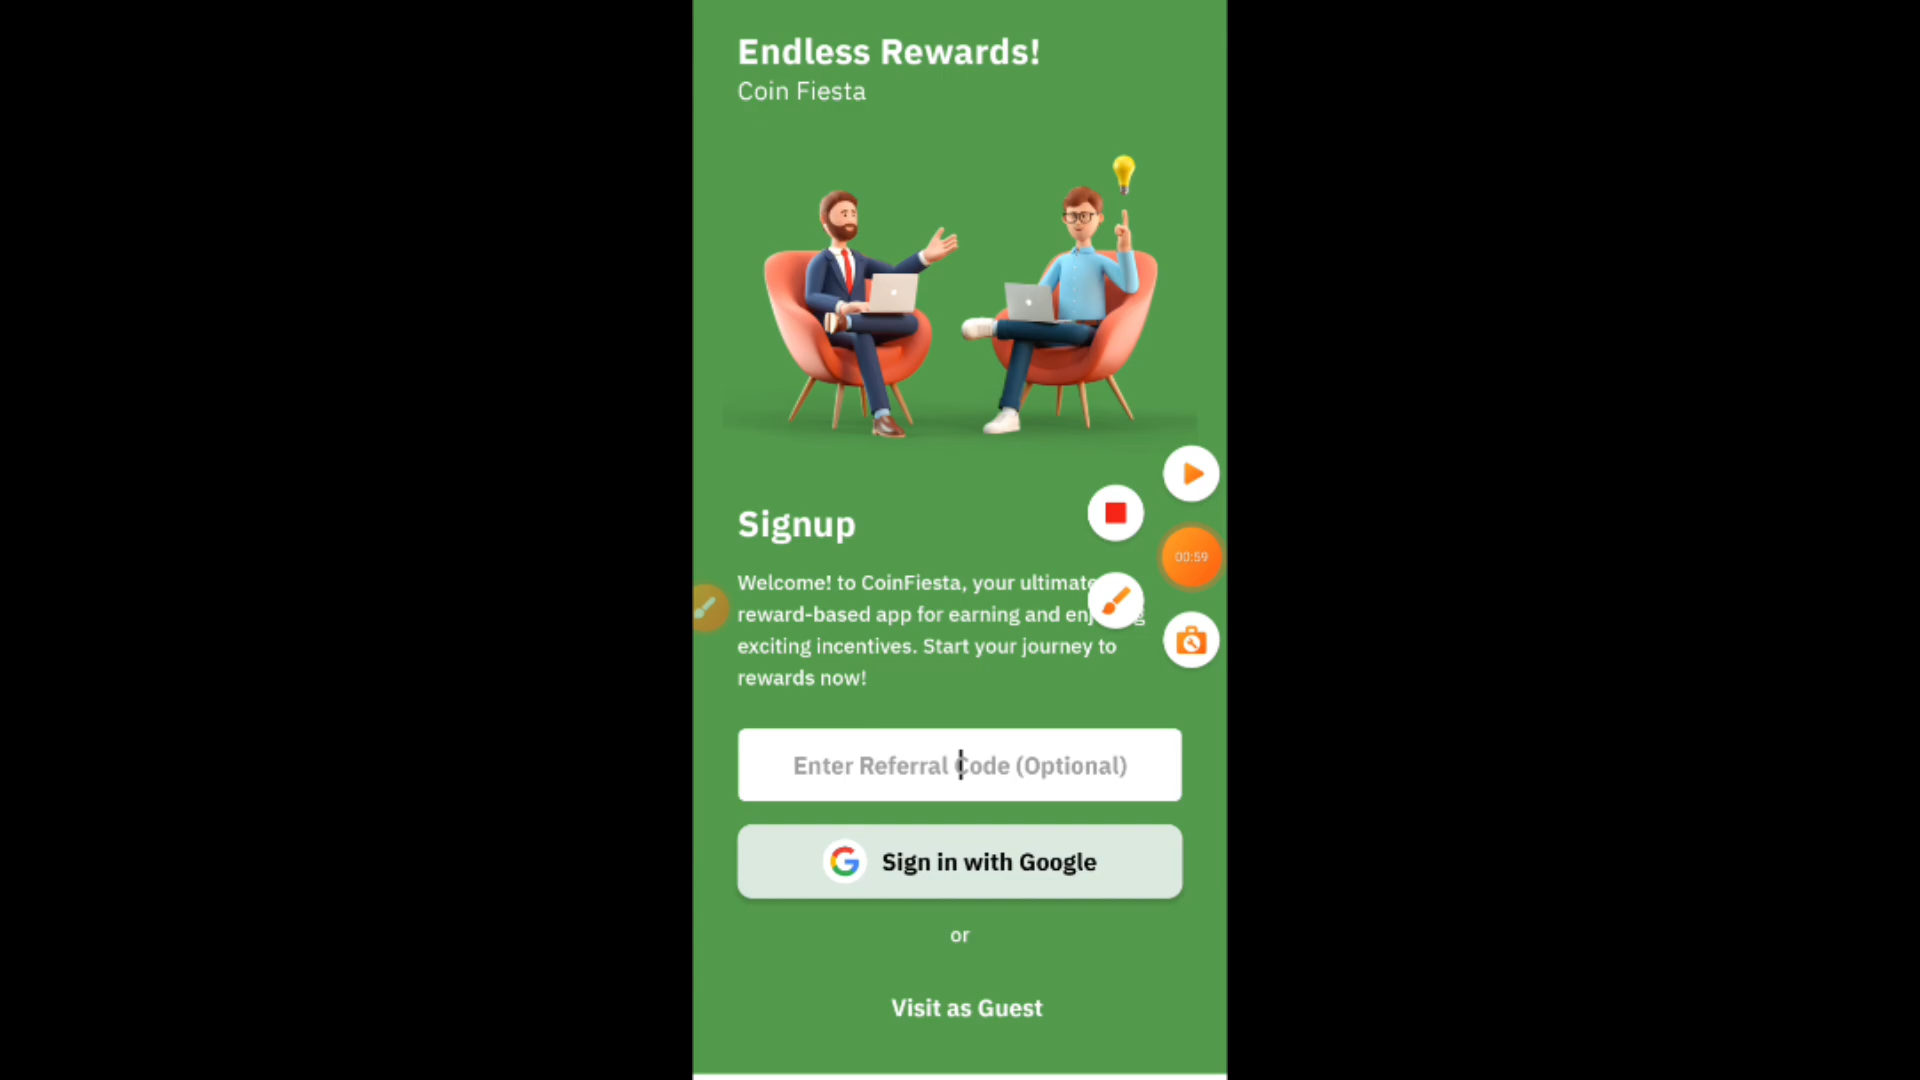 Endless Rewards!
Coin Fiesta
Signup
Welcome! to CoinFiesta, your ultimate
reward-based app for earning and
exciting incentives. Start your journey to
rewards now!
Enter Referral Code (Optional)
Sign in with Google
or
Visit as Guest
00:59